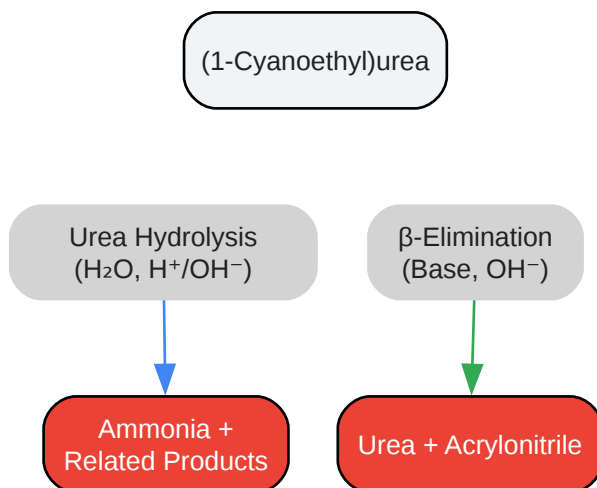 (1-Cyanoethyl)urea
Urea Hydrolysis
(H₂O, H⁺/OH⁻)
β-Elimination
(Base, OH⁻)
Ammonia +
Related Products
Urea + Acrylonitrile